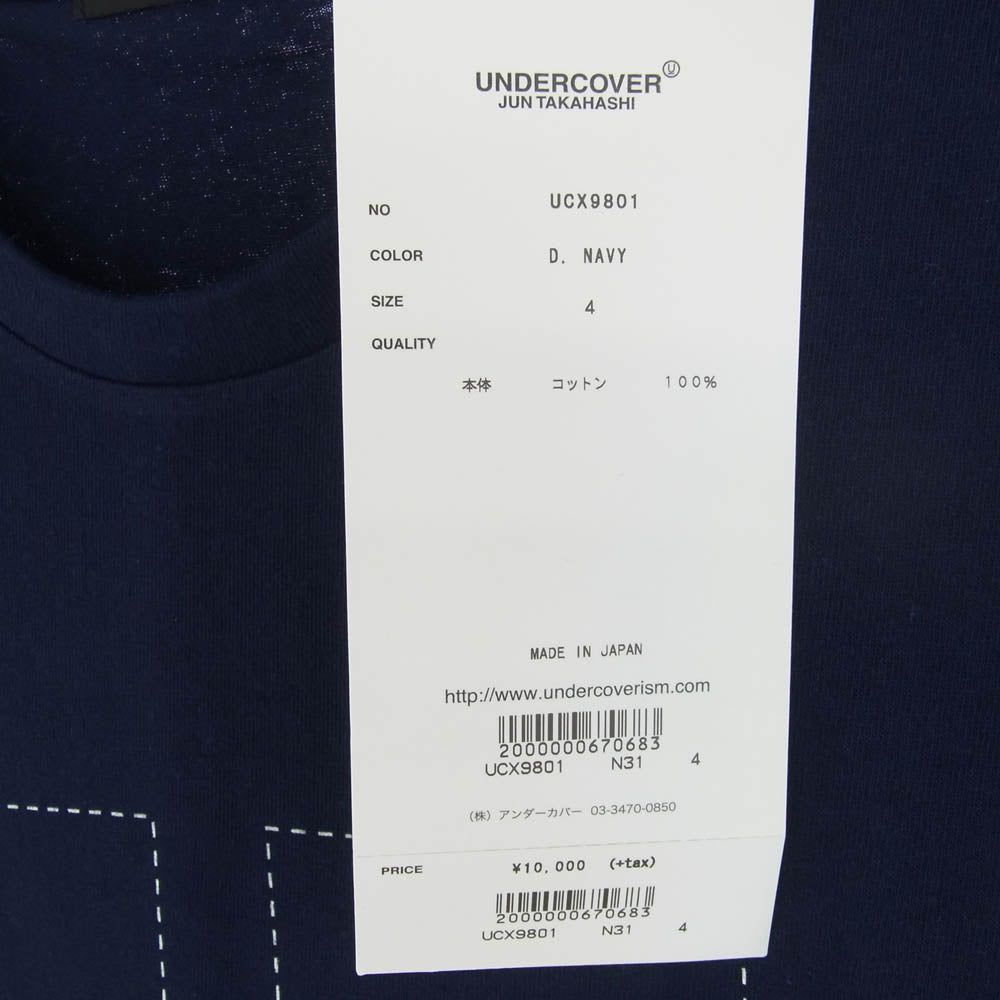 UNDERCOVER Ⓤ
JUN TAKAHASHI
NO UCX9801
COLOR D. NAVY
SIZE 4
QUALITY
本体 コットン 100%
MADE IN JAPAN
http://www.undercoverism.com
2000000670683
UCX9801 N31 4
(株) アンダーカバー 03-3470-0850
PRICE ¥10,000 (+tax)
2000000670683
UCX9801 N31 4